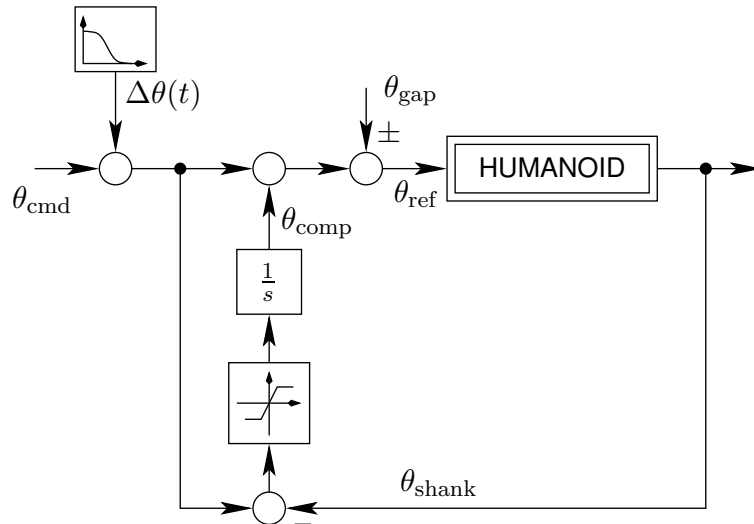 Δθ(t)
θgap
±
θcmd
θref
HUMANOID
θcomp
1/s
θshank
−